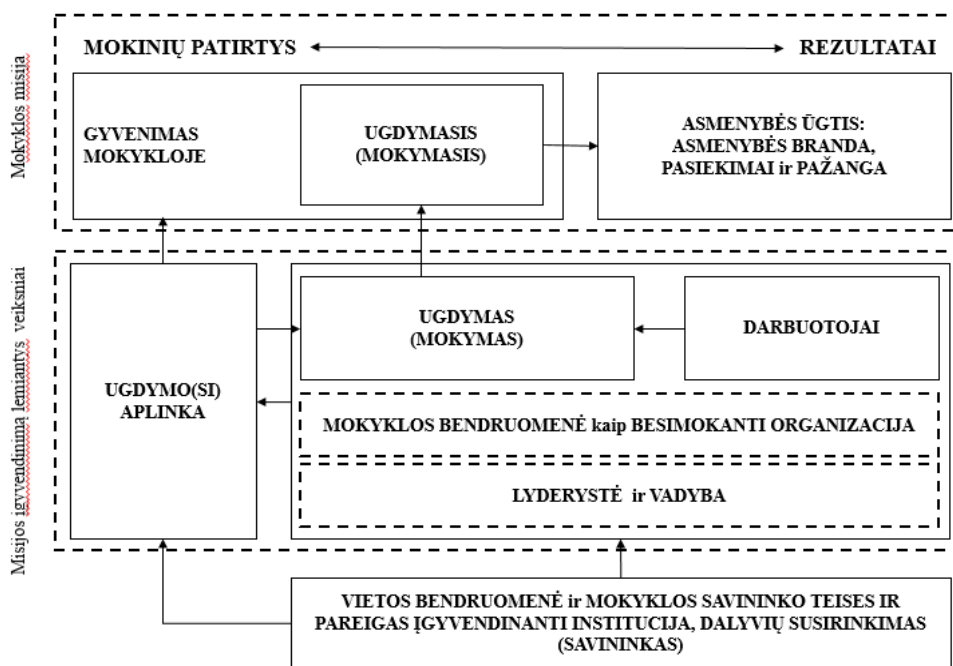 Mokyklos misija
MOKINIŲ PATIRTYS
REZULTATAI
GYVENIMAS
MOKYKLOJE
UGDYMASIS
(MOKYMASIS)
ASMENYBĖS ŪGTIS:
ASMENYBĖS BRANDA,
PASIEKIMAI ir PAŽANGA
Misijos įgyvendinimą lemiantys veiksniai
UGDYMO(SI)
APLINKA
UGDYMAS
(MOKYMAS)
DARBUOTOJAI
MOKYKLOS BENDRUOMENĖ kaip BESIMOKANTI ORGANIZACIJA
LYDERYSTĖ ir VADYBA
VIETOS BENDRUOMENĖ ir MOKYKLOS SAVININKO TEISES IR
PAREIGAS ĮGYVENDINANTI INSTITUCIJA, DALYVIŲ SUSIRINKIMAS
(SAVININKAS)